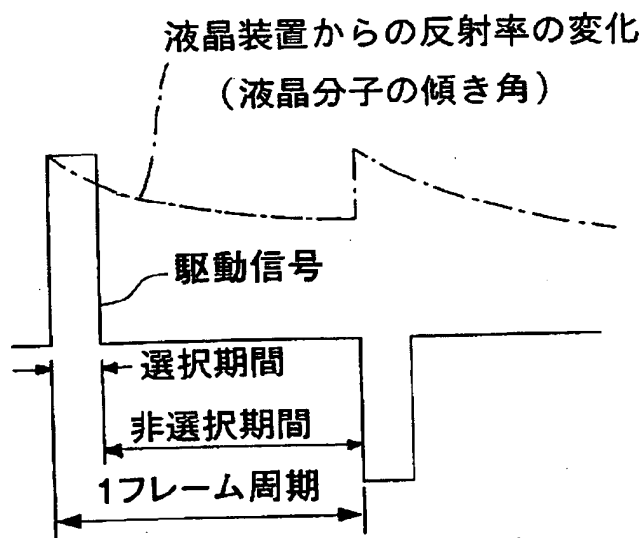 液晶装置からの反射率の変化
（液晶分子の傾き角）
駆動信号
選択期間
非選択期間
1フレーム周期